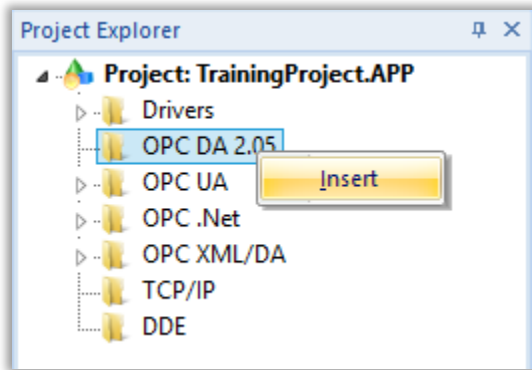 Project Explorer
Project: TrainingProject.APP
Drivers
OPC DA 2.05
Insert
OPC UA
OPC .Net
OPC XML/DA
TCP/IP
DDE